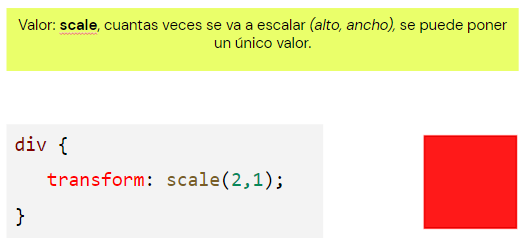 Valor: scale, cuantas veces se va a escalar (alto, ancho), se puede poner
un único valor.
div {
transform: scale(2,1);
}